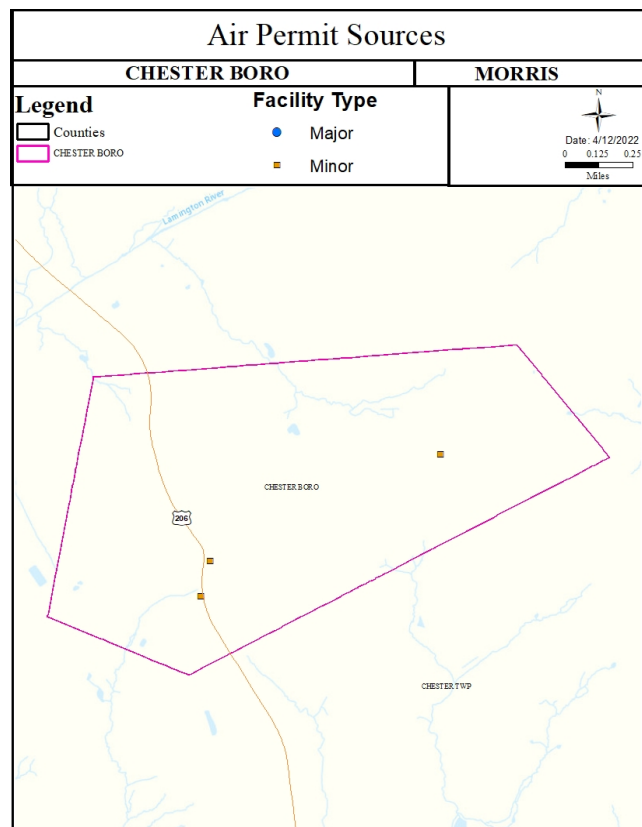 Air Permit Sources
CHESTER BORO
MORRIS
Legend
Counties
CHESTER BORO
Facility Type
Major
Minor
N
Date: 4/12/2022
0 0.125 0.25
Miles
Lamington River
CHESTER BORO
206
CHESTER TWP